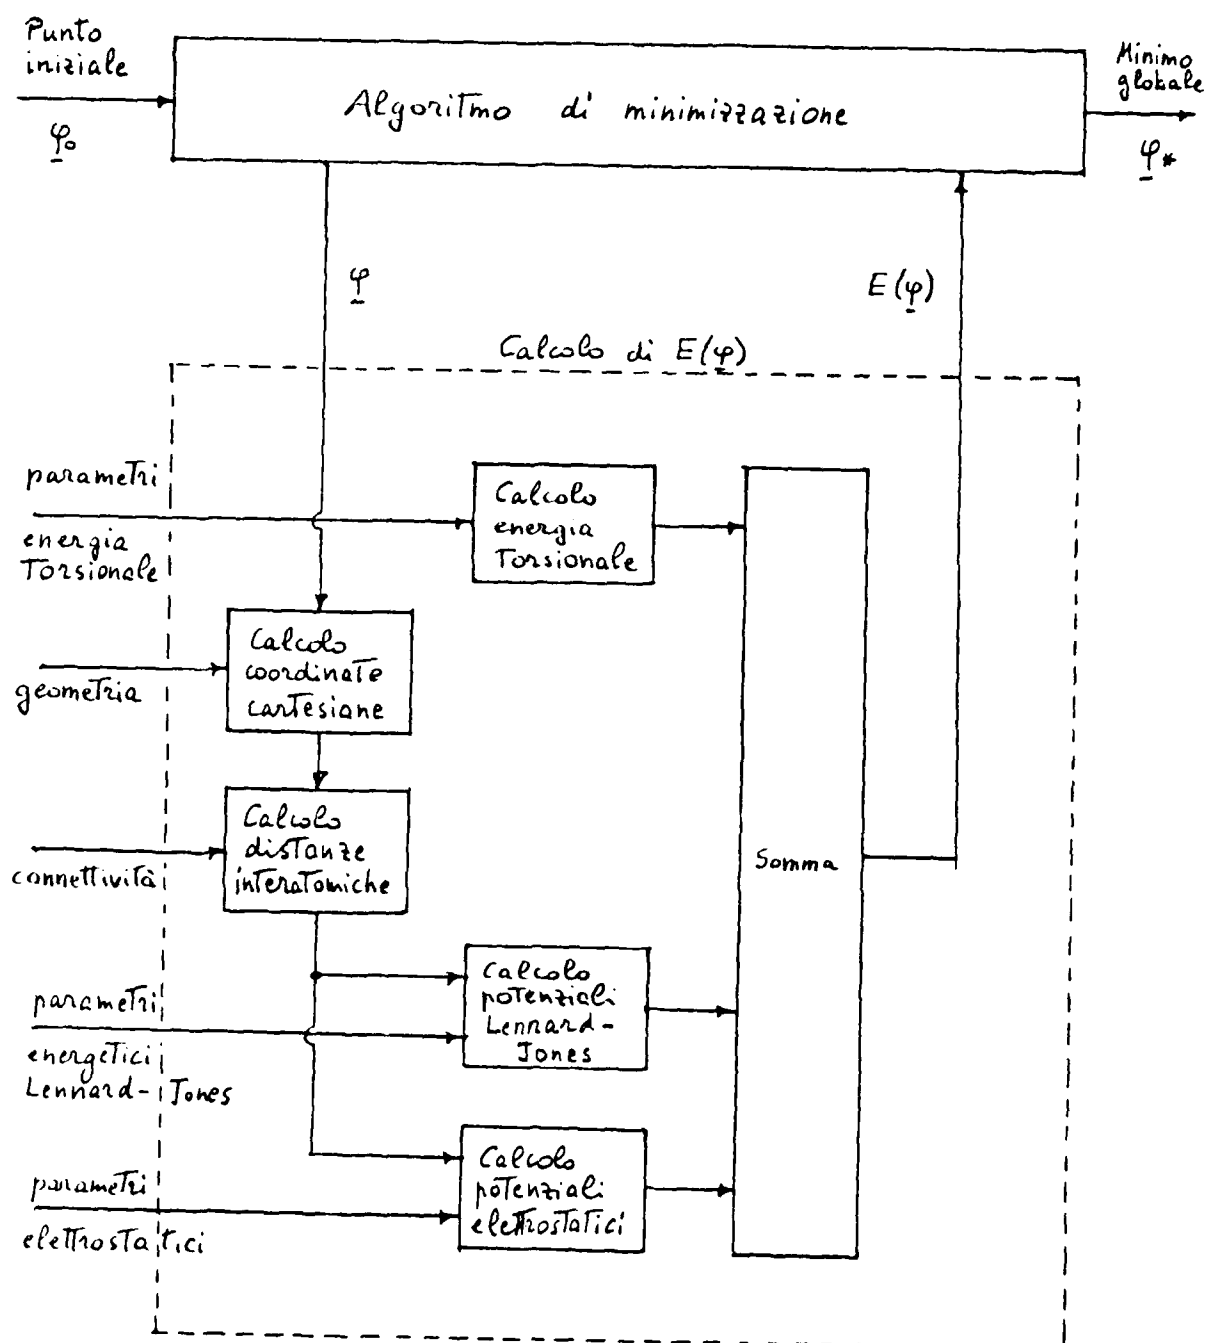 Punto
iniziale
φ₀
Algoritmo di minimizzazione
Minimo
globale
φ*
φ
E(φ)
Calcolo di E(φ)
parametri
energia
Torsionale
Calcolo
energia
Torsionale
geometria
Calcolo
coordinate
cartesiane
connettività
Calcolo
distanze
interatomiche
Somma
parametri
energetici
Lennard-Jones
Calcolo
potenziali
Lennard-
Jones
parametri
elettrostatici
Calcolo
potenziali
elettrostatici